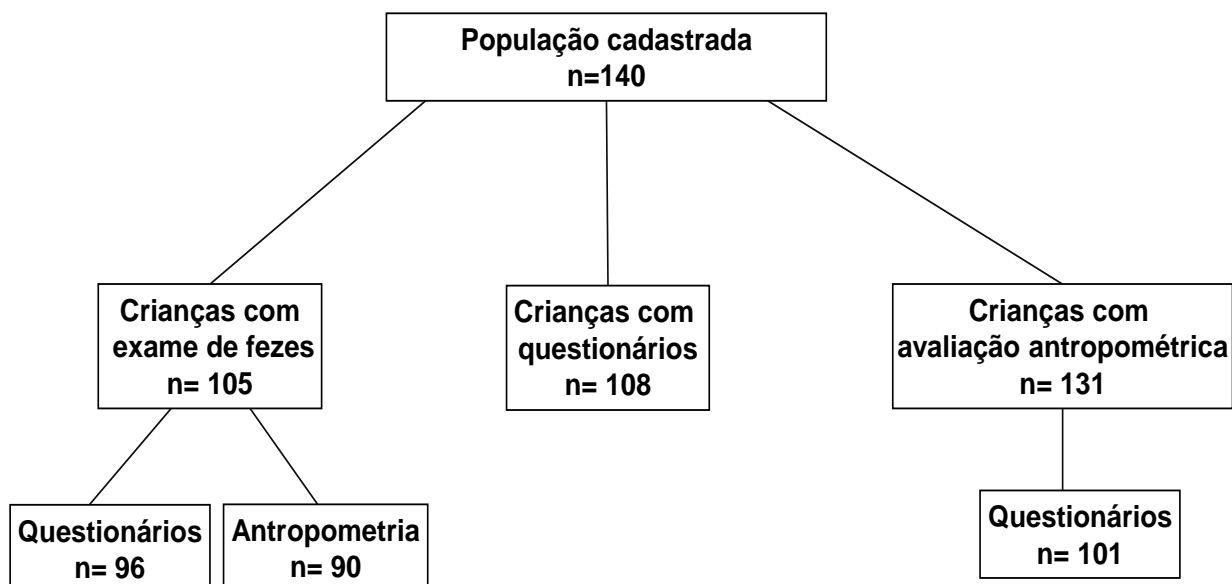 População cadastrada
n=140
Crianças com
exame de fezes
n= 105
Crianças com
questionários
n= 108
Crianças com
avaliação antropométrica
n= 131
Questionários
n= 96
Antropometria
n= 90
Questionários
n= 101